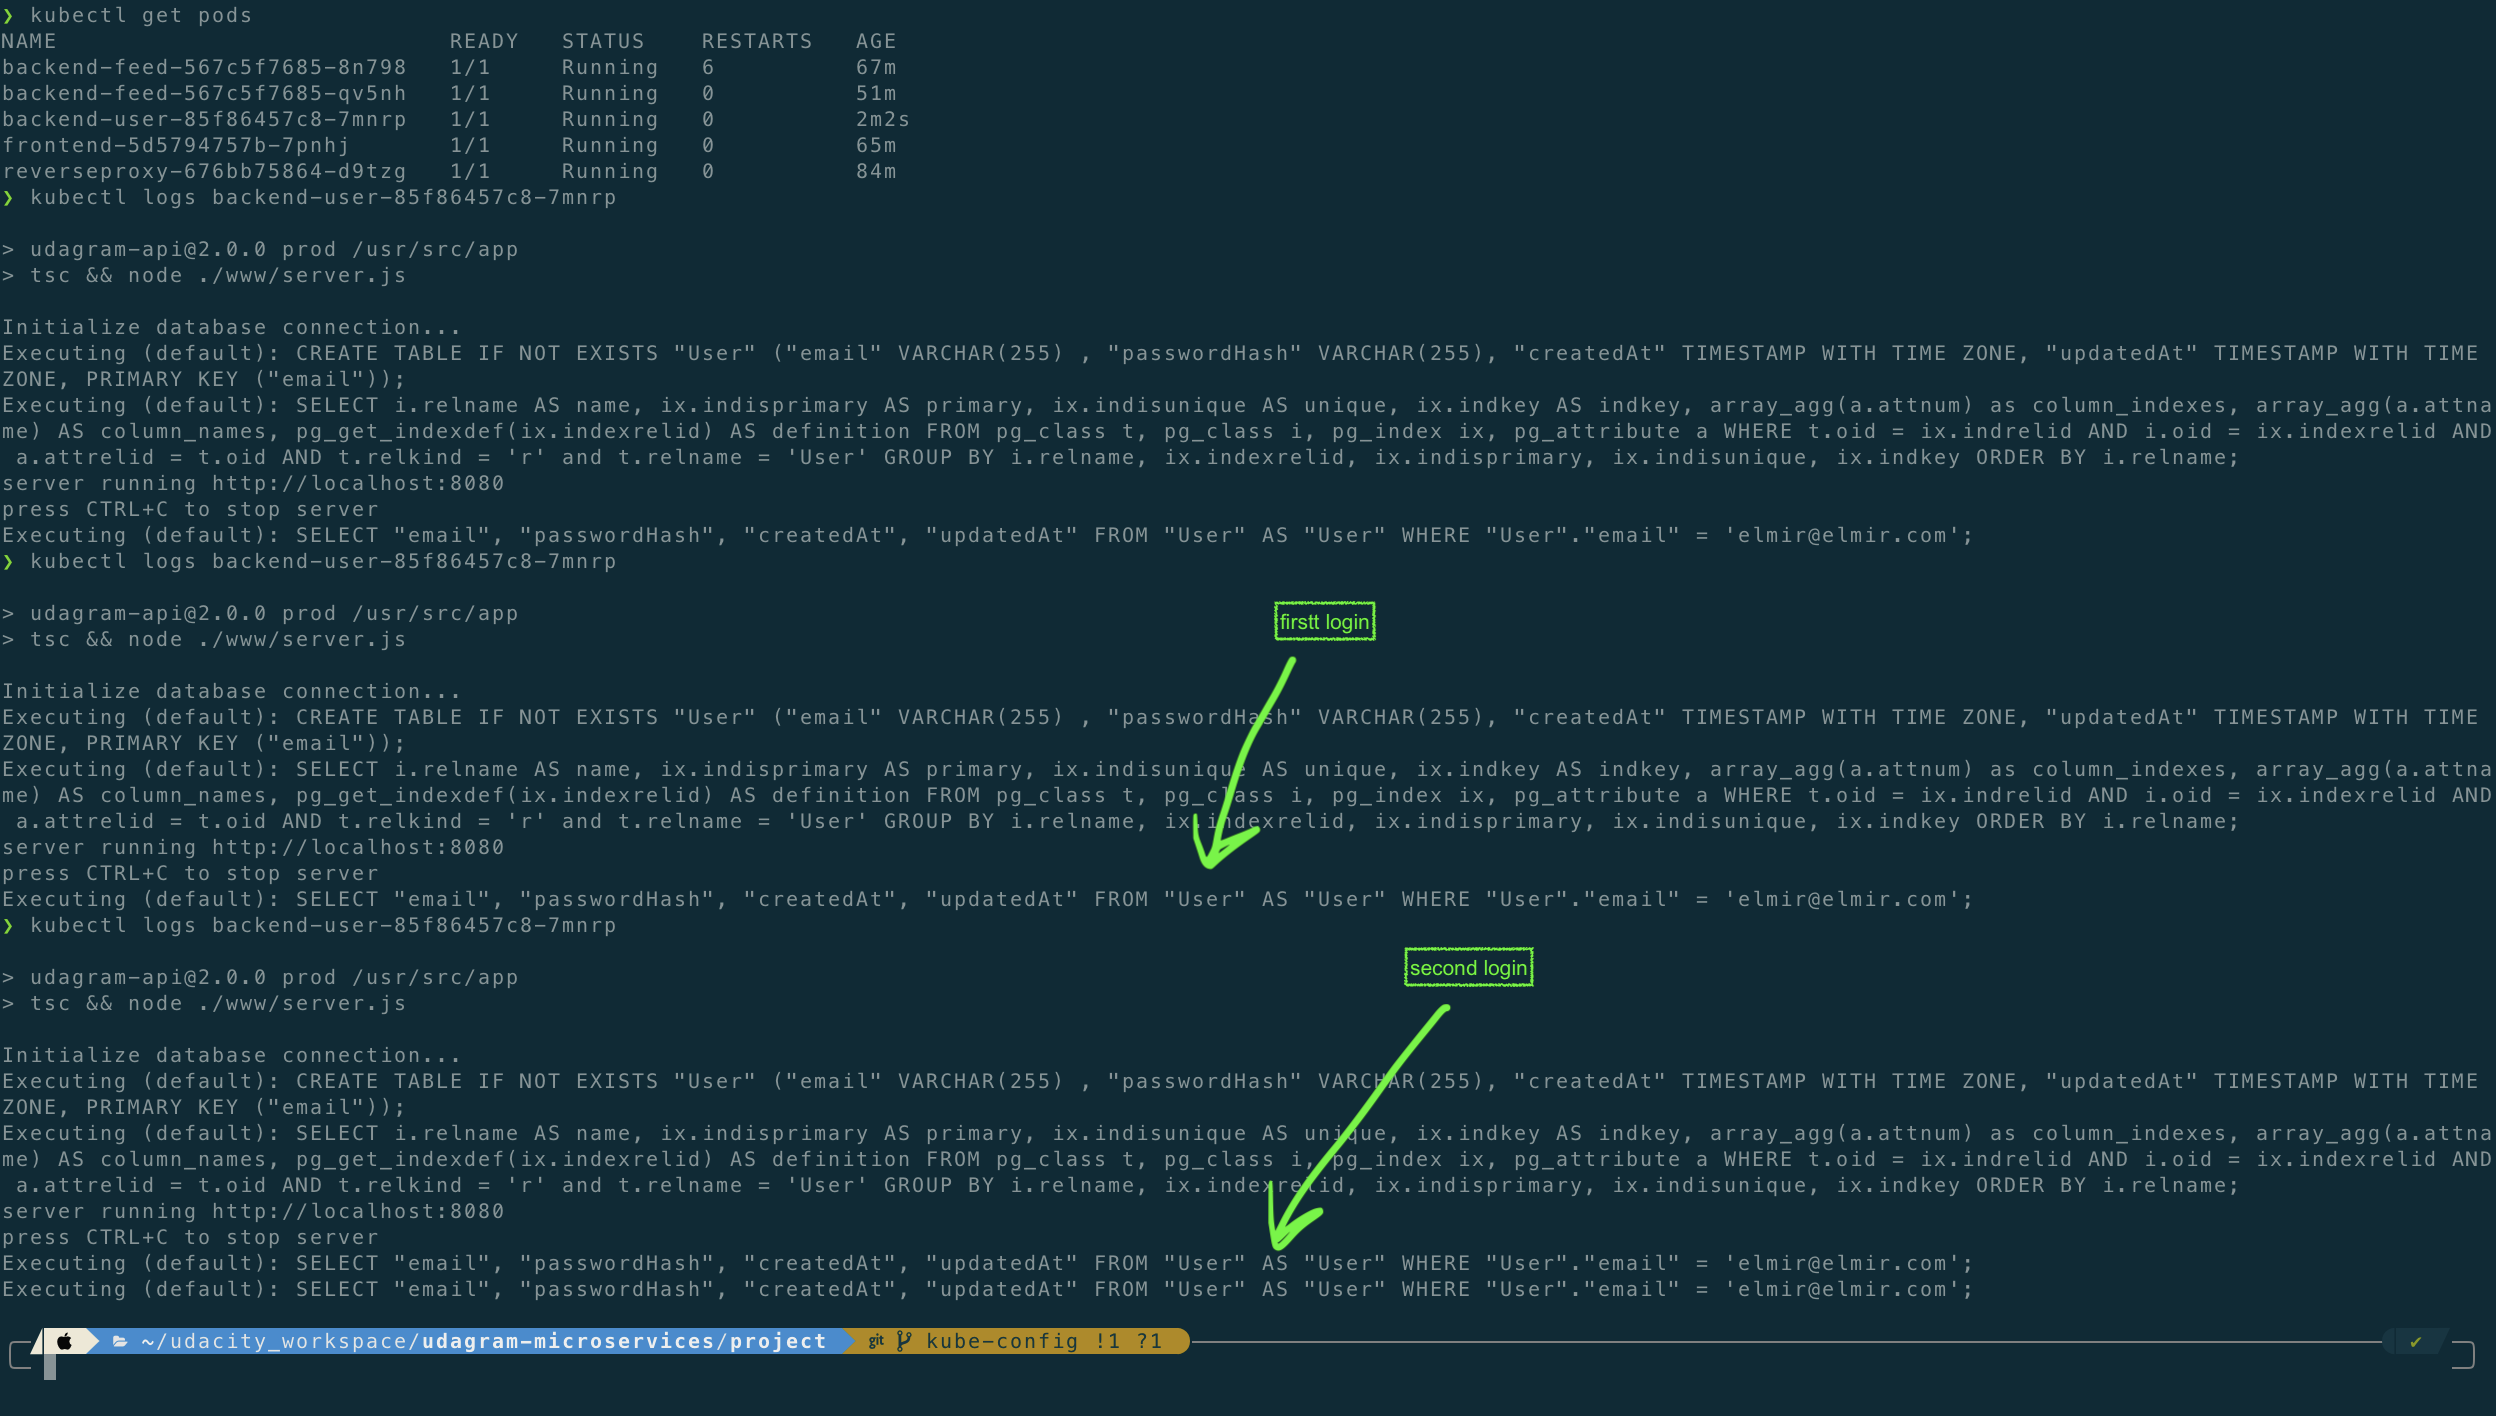 ❯ kubectl get pods
NAME                            READY   STATUS    RESTARTS   AGE
backend-feed-567c5f7685-8n798   1/1     Running   6          67m
backend-feed-567c5f7685-qv5nh   1/1     Running   0          51m
backend-user-85f86457c8-7mnrp   1/1     Running   0          2m2s
frontend-5d5794757b-7pnhj       1/1     Running   0          65m
reverseproxy-676bb75864-d9tzg   1/1     Running   0          84m
❯ kubectl logs backend-user-85f86457c8-7mnrp
> udagram-api@2.0.0 prod /usr/src/app
> tsc && node ./www/server.js
Initialize database connection...
Executing (default): CREATE TABLE IF NOT EXISTS "User" ("email" VARCHAR(255) , "passwordHash" VARCHAR(255), "createdAt" TIMESTAMP WITH TIME ZONE, "updatedAt" TIMESTAMP WITH TIME
ZONE, PRIMARY KEY ("email"));
Executing (default): SELECT i.relname AS name, ix.indisprimary AS primary, ix.indisunique AS unique, ix.indkey AS indkey, array_agg(a.attnum) as column_indexes, array_agg(a.attna
me) AS column_names, pg_get_indexdef(ix.indexrelid) AS definition FROM pg_class t, pg_class i, pg_index ix, pg_attribute a WHERE t.oid = ix.indrelid AND i.oid = ix.indexrelid AND
a.attrelid = t.oid AND t.relkind = 'r' and t.relname = 'User' GROUP BY i.relname, ix.indexrelid, ix.indisprimary, ix.indisunique, ix.indkey ORDER BY i.relname;
server running http://localhost:8080
press CTRL+C to stop server
Executing (default): SELECT "email", "passwordHash", "createdAt", "updatedAt" FROM "User" AS "User" WHERE "User"."email" = 'elmir@elmir.com';
❯ kubectl logs backend-user-85f86457c8-7mnrp
> udagram-api@2.0.0 prod /usr/src/app
firstt login
> tsc && node ./www/server.js
Initialize database connection...
Executing (default): CREATE TABLE IF NOT EXISTS "User" ("email" VARCHAR(255) , "passwordHash" VARCHAR(255), "createdAt" TIMESTAMP WITH TIME ZONE, "updatedAt" TIMESTAMP WITH TIME
ZONE, PRIMARY KEY ("email"));
Executing (default): SELECT i.relname AS name, ix.indisprimary AS primary, ix.indisunique AS unique, ix.indkey AS indkey, array_agg(a.attnum) as column_indexes, array_agg(a.attna
me) AS column_names, pg_get_indexdef(ix.indexrelid) AS definition FROM pg_class t, pg_class i, pg_index ix, pg_attribute a WHERE t.oid = ix.indrelid AND i.oid = ix.indexrelid AND
a.attrelid = t.oid AND t.relkind = 'r' and t.relname = 'User' GROUP BY i.relname, ix.indexrelid, ix.indisprimary, ix.indisunique, ix.indkey ORDER BY i.relname;
server running http://localhost:8080
press CTRL+C to stop server
Executing (default): SELECT "email", "passwordHash", "createdAt", "updatedAt" FROM "User" AS "User" WHERE "User"."email" = 'elmir@elmir.com';
❯ kubectl logs backend-user-85f86457c8-7mnrp
second login
> udagram-api@2.0.0 prod /usr/src/app
> tsc && node ./www/server.js
Initialize database connection...
Executing (default): CREATE TABLE IF NOT EXISTS "User" ("email" VARCHAR(255) , "passwordHash" VARCHAR(255), "createdAt" TIMESTAMP WITH TIME ZONE, "updatedAt" TIMESTAMP WITH TIME
ZONE, PRIMARY KEY ("email"));
Executing (default): SELECT i.relname AS name, ix.indisprimary AS primary, ix.indisunique AS unique, ix.indkey AS indkey, array_agg(a.attnum) as column_indexes, array_agg(a.attna
me) AS column_names, pg_get_indexdef(ix.indexrelid) AS definition FROM pg_class t, pg_class i, pg_index ix, pg_attribute a WHERE t.oid = ix.indrelid AND i.oid = ix.indexrelid AND
a.attrelid = t.oid AND t.relkind = 'r' and t.relname = 'User' GROUP BY i.relname, ix.indexrelid, ix.indisprimary, ix.indisunique, ix.indkey ORDER BY i.relname;
server running http://localhost:8080
press CTRL+C to stop server
Executing (default): SELECT "email", "passwordHash", "createdAt", "updatedAt" FROM "User" AS "User" WHERE "User"."email" = 'elmir@elmir.com';
Executing (default): SELECT "email", "passwordHash", "createdAt", "updatedAt" FROM "User" AS "User" WHERE "User"."email" = 'elmir@elmir.com';
~/udacity_workspace/udagram-microservices/project git kube-config !1 ?1 ✔